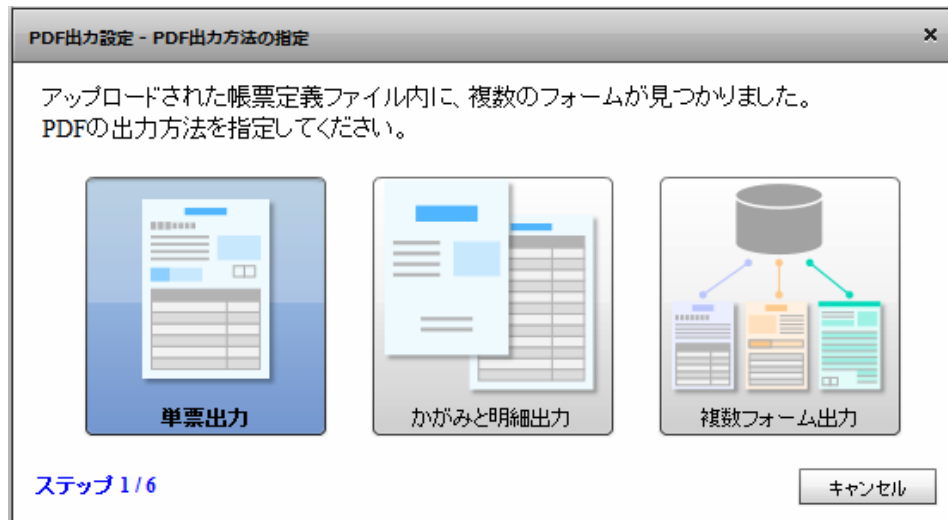 PDF出力設定 - PDF出力方法の指定
×
アップロードされた帳票定義ファイル内に、複数のフォームが見つかりました。
PDFの出力方法を指定してください。
単票出力
かがみと明細出力
複数フォーム出力
ステップ 1 / 6
キャンセル